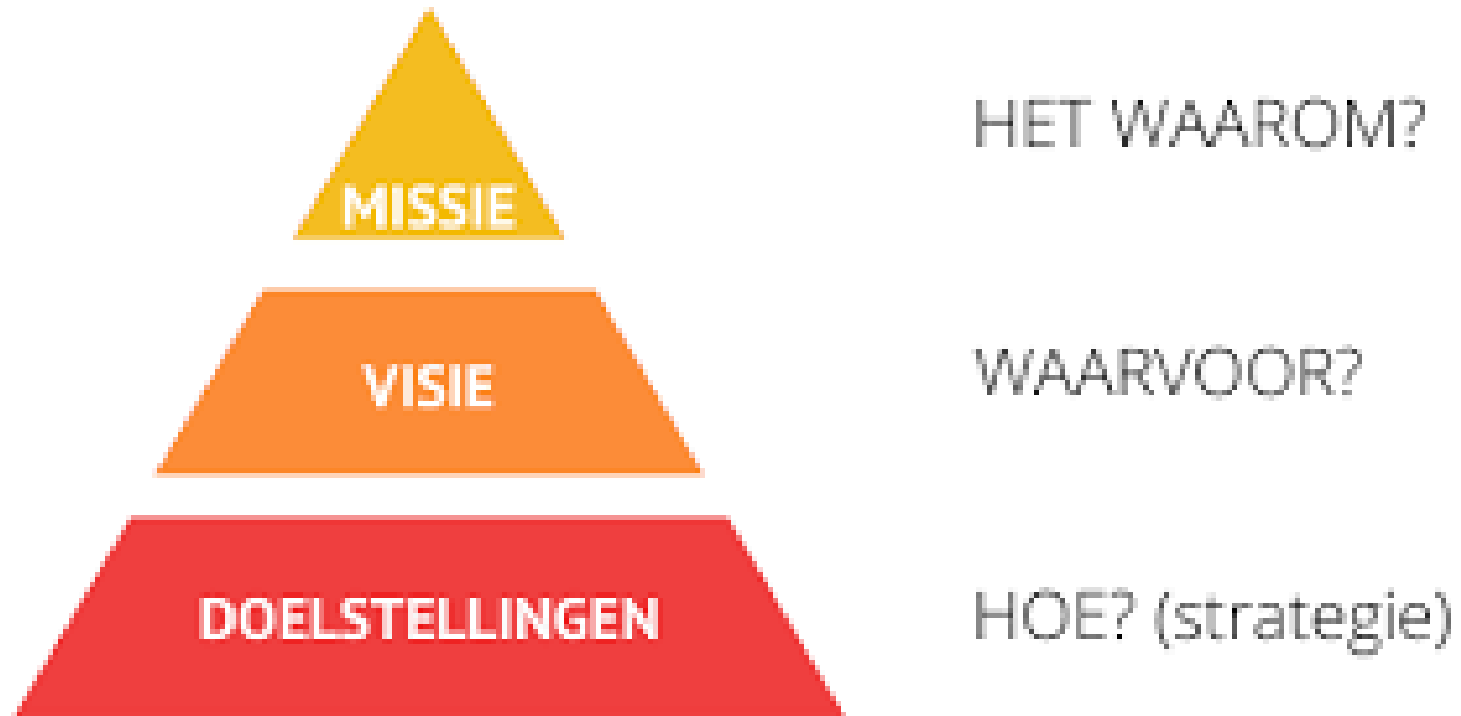 MISSIE
HET WAAROM?
VISIE
WAARVOOR?
DOELSTELLINGEN
HOE? (strategie)